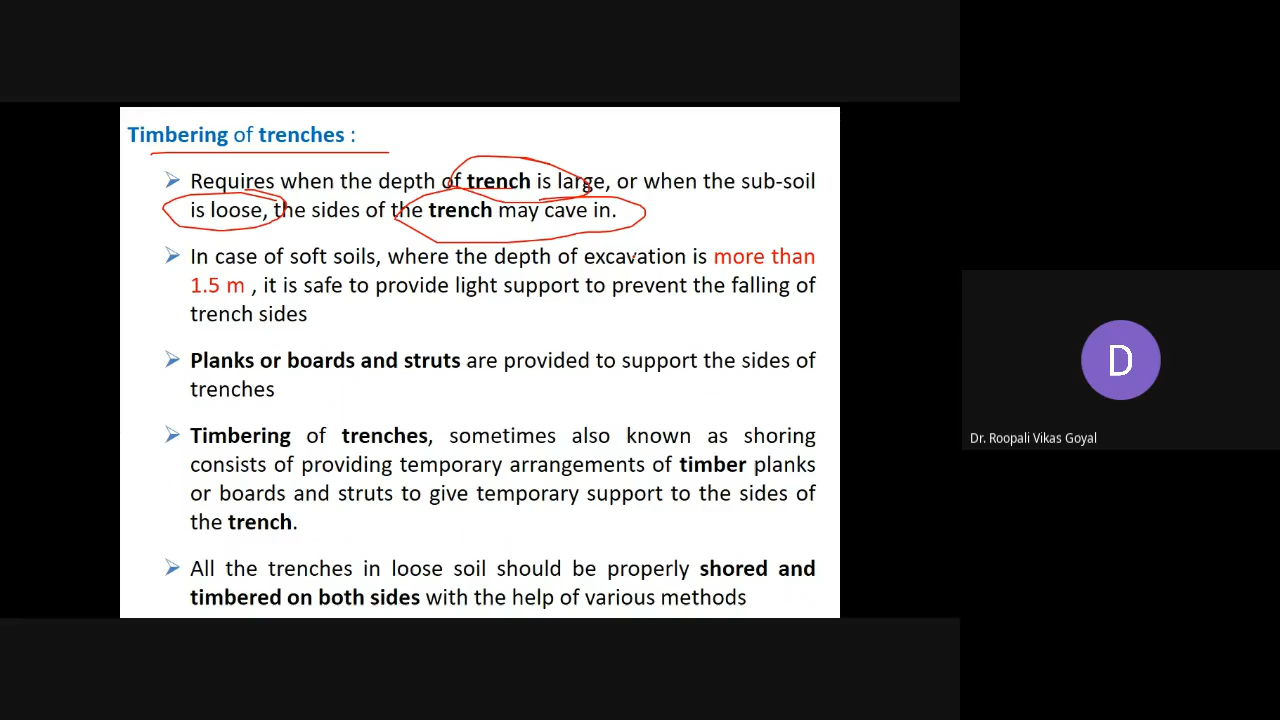 Timbering of trenches :
➢ Requires when the depth of trench is large, or when the sub-soil
is loose, the sides of the trench may cave in.
➢ In case of soft soils, where the depth of excavation is more than
1.5 m , it is safe to provide light support to prevent the falling of
trench sides
➢ Planks or boards and struts are provided to support the sides of
trenches
➢ Timbering of trenches, sometimes also known as shoring
consists of providing temporary arrangements of timber planks
or boards and struts to give temporary support to the sides of
the trench.
➢ All the trenches in loose soil should be properly shored and
timbered on both sides with the help of various methods
D
Dr. Roopali Vikas Goyal